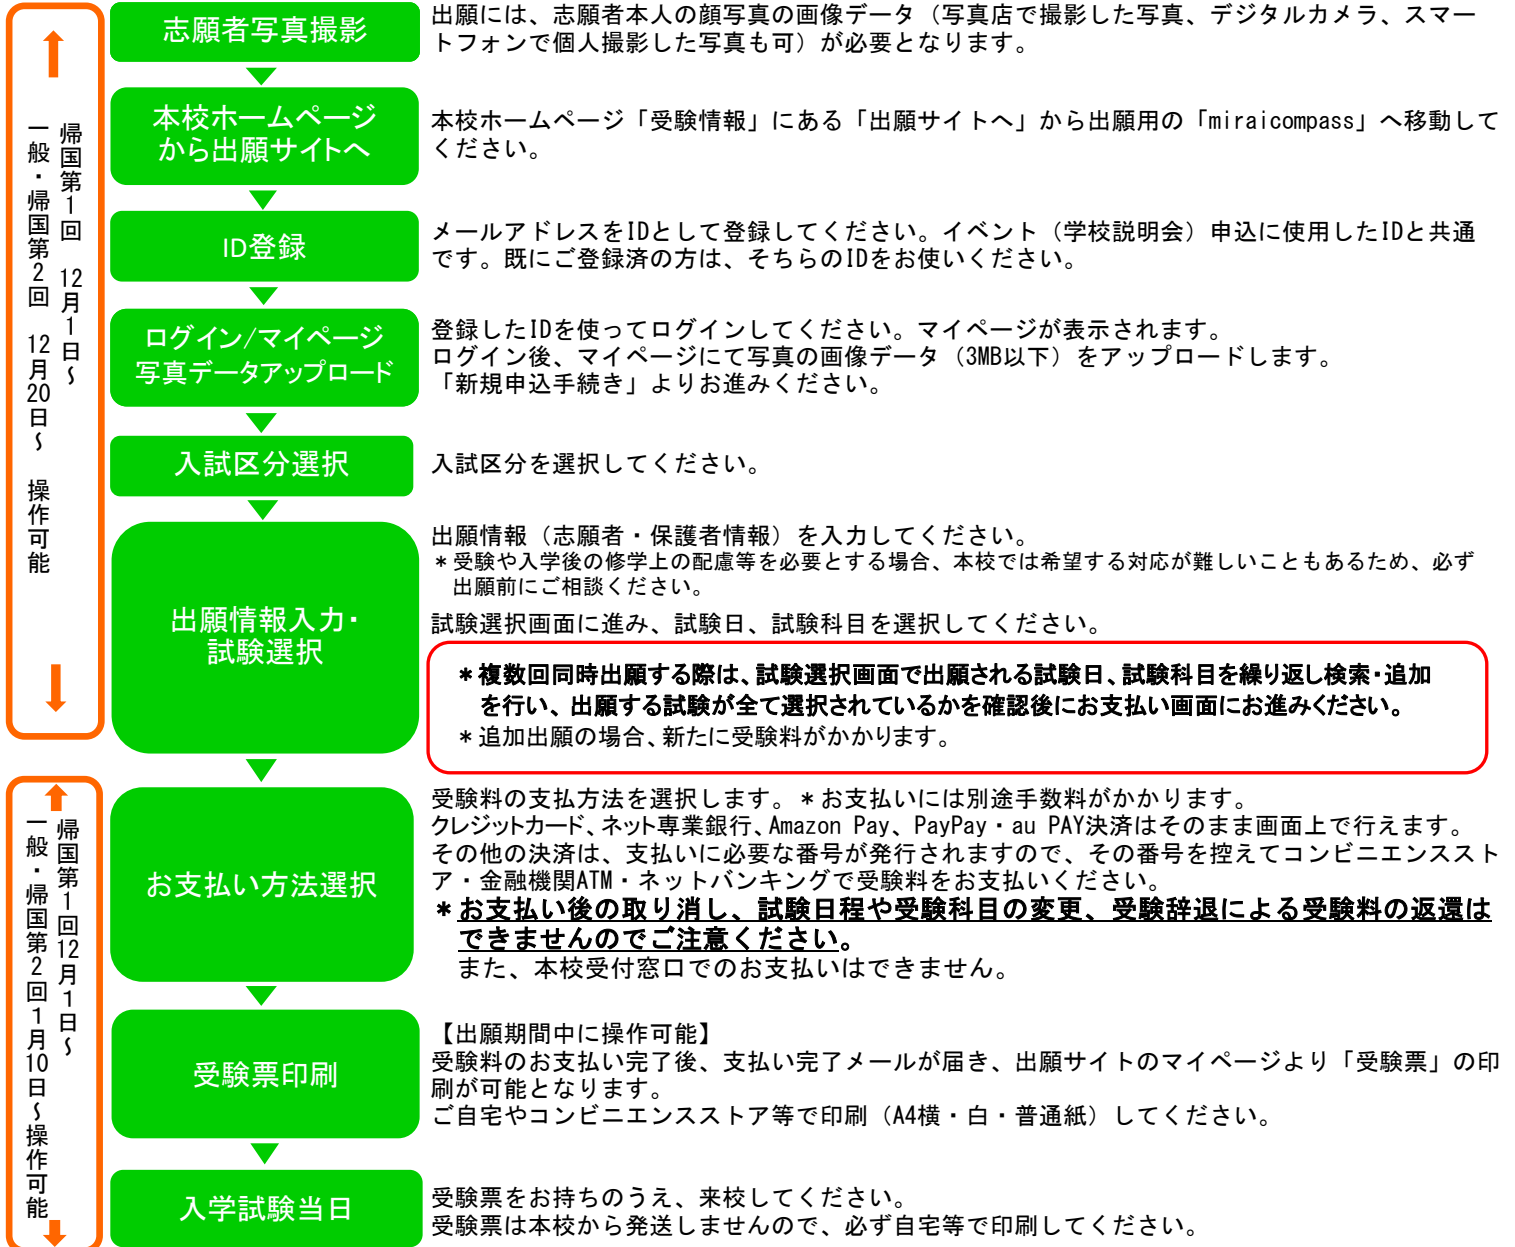 帰国第1回 12月1日~
一般・帰国第2回 12月20日~ 操作可能
志願者写真撮影
出願には、志願者本人の顔写真の画像データ(写真店で撮影した写真、デジタルカメラ、スマー
トフォンで個人撮影した写真も可)が必要となります。
本校ホームページ
から出願サイトへ
本校ホームページ「受験情報」にある「出願サイトへ」から出願用の「miraicompass」へ移動して
ください。
ID登録
メールアドレスをIDとして登録してください。イベント(学校説明会)申込に使用したIDと共通
です。既にご登録済の方は、そちらのIDをお使いください。
ログイン/マイページ
写真データアップロード
登録したIDを使ってログインしてください。マイページが表示されます。
ログイン後、マイページにて写真の画像データ(3MB以下)をアップロードします。
「新規申込手続き」よりお進みください。
入試区分選択
入試区分を選択してください。
出願情報入力・
試験選択
出願情報(志願者・保護者情報)を入力してください。
*受験や入学後の修学上の配慮等を必要とする場合、本校では希望する対応が難しいこともあるため、必ず
出願前にご相談ください。
試験選択画面に進み、試験日、試験科目を選択してください。
*複数回同時出願する際は、試験選択画面で出願される試験日、試験科目を繰り返し検索・追加
を行い、出願する試験が全て選択されているかを確認後にお支払い画面にお進みください。
*追加出願の場合、新たに受験料がかかります。
帰国第1回12月1日~
一般・帰国第2回1月10日~操作可能
お支払い方法選択
受験料の支払方法を選択します。*お支払いには別途手数料がかかります。
クレジットカード、ネット専業銀行、Amazon Pay、PayPay・au PAY決済はそのまま画面上で行えます。
その他の決済は、支払いに必要な番号が発行されますので、その番号を控えてコンビニエンススト
ア・金融機関ATM・ネットバンキングで受験料をお支払いください。
*お支払い後の取り消し、試験日程や受験科目の変更、受験辞退による受験料の返還は
できませんのでご注意ください。
また、本校受付窓口でのお支払いはできません。
受験票印刷
【出願期間中に操作可能】
受験料のお支払い完了後、支払い完了メールが届き、出願サイトのマイページより「受験票」の印
刷が可能となります。
ご自宅やコンビニエンスストア等で印刷(A4横・白・普通紙)してください。
入学試験当日
受験票をお持ちのうえ、来校してください。
受験票は本校から発送しませんので、必ず自宅等で印刷してください。